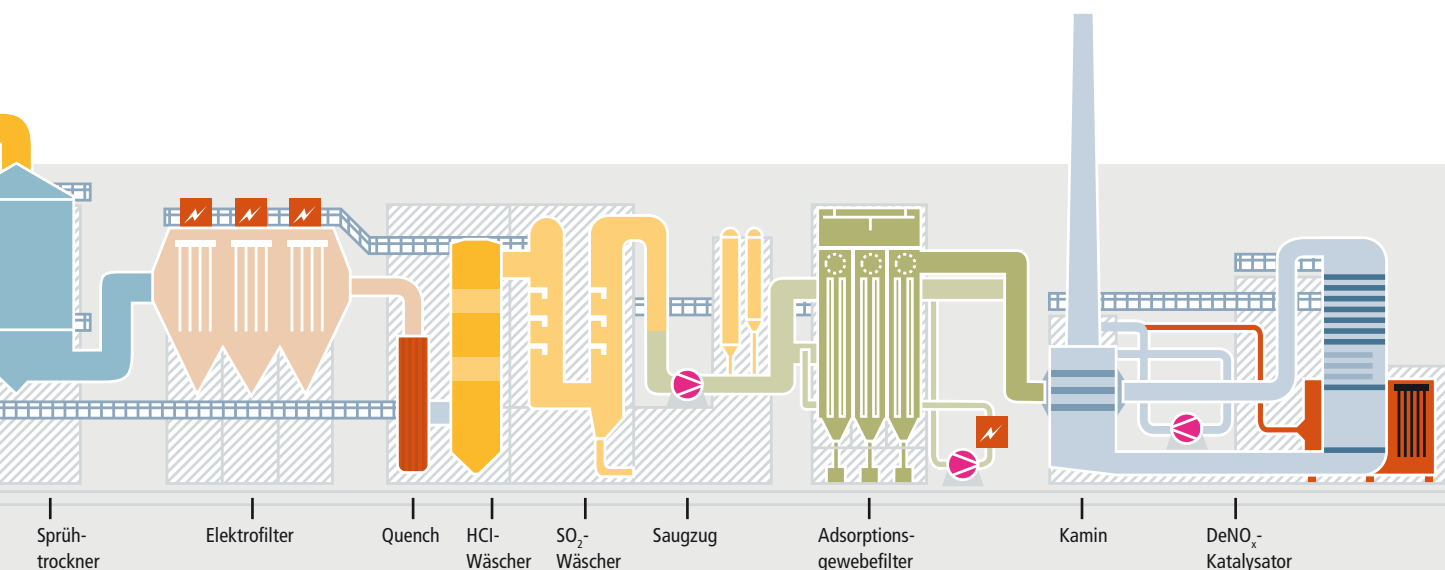 Sprüh-
trockner
Elektrofilter
Quench
HCl-
Wäscher
SO₂-
Wäscher
Saugzug
Adsorptions-
gewebefilter
Kamin
DeNOₓ-
Katalysator